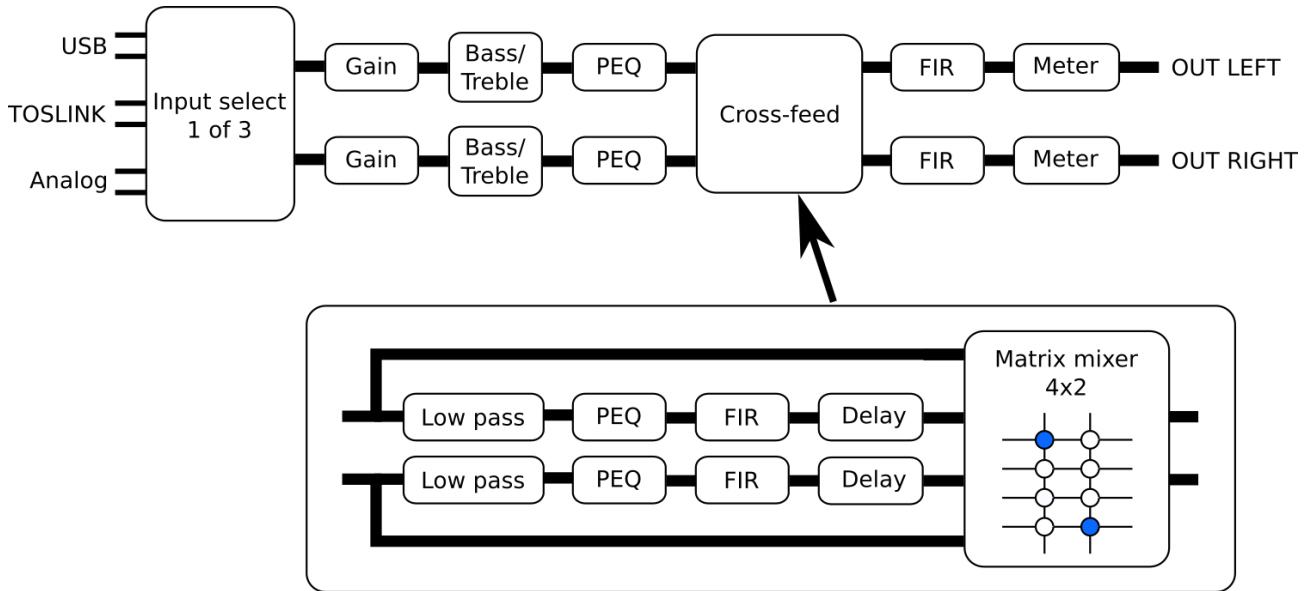 USB
TOSLINK
Analog
Input select
1 of 3
Gain
Bass/
Treble
PEQ
Cross-feed
FIR
Meter
OUT LEFT
Gain
Bass/
Treble
PEQ
FIR
Meter
OUT RIGHT
Matrix mixer
4x2
Low pass
PEQ
FIR
Delay
Low pass
PEQ
FIR
Delay